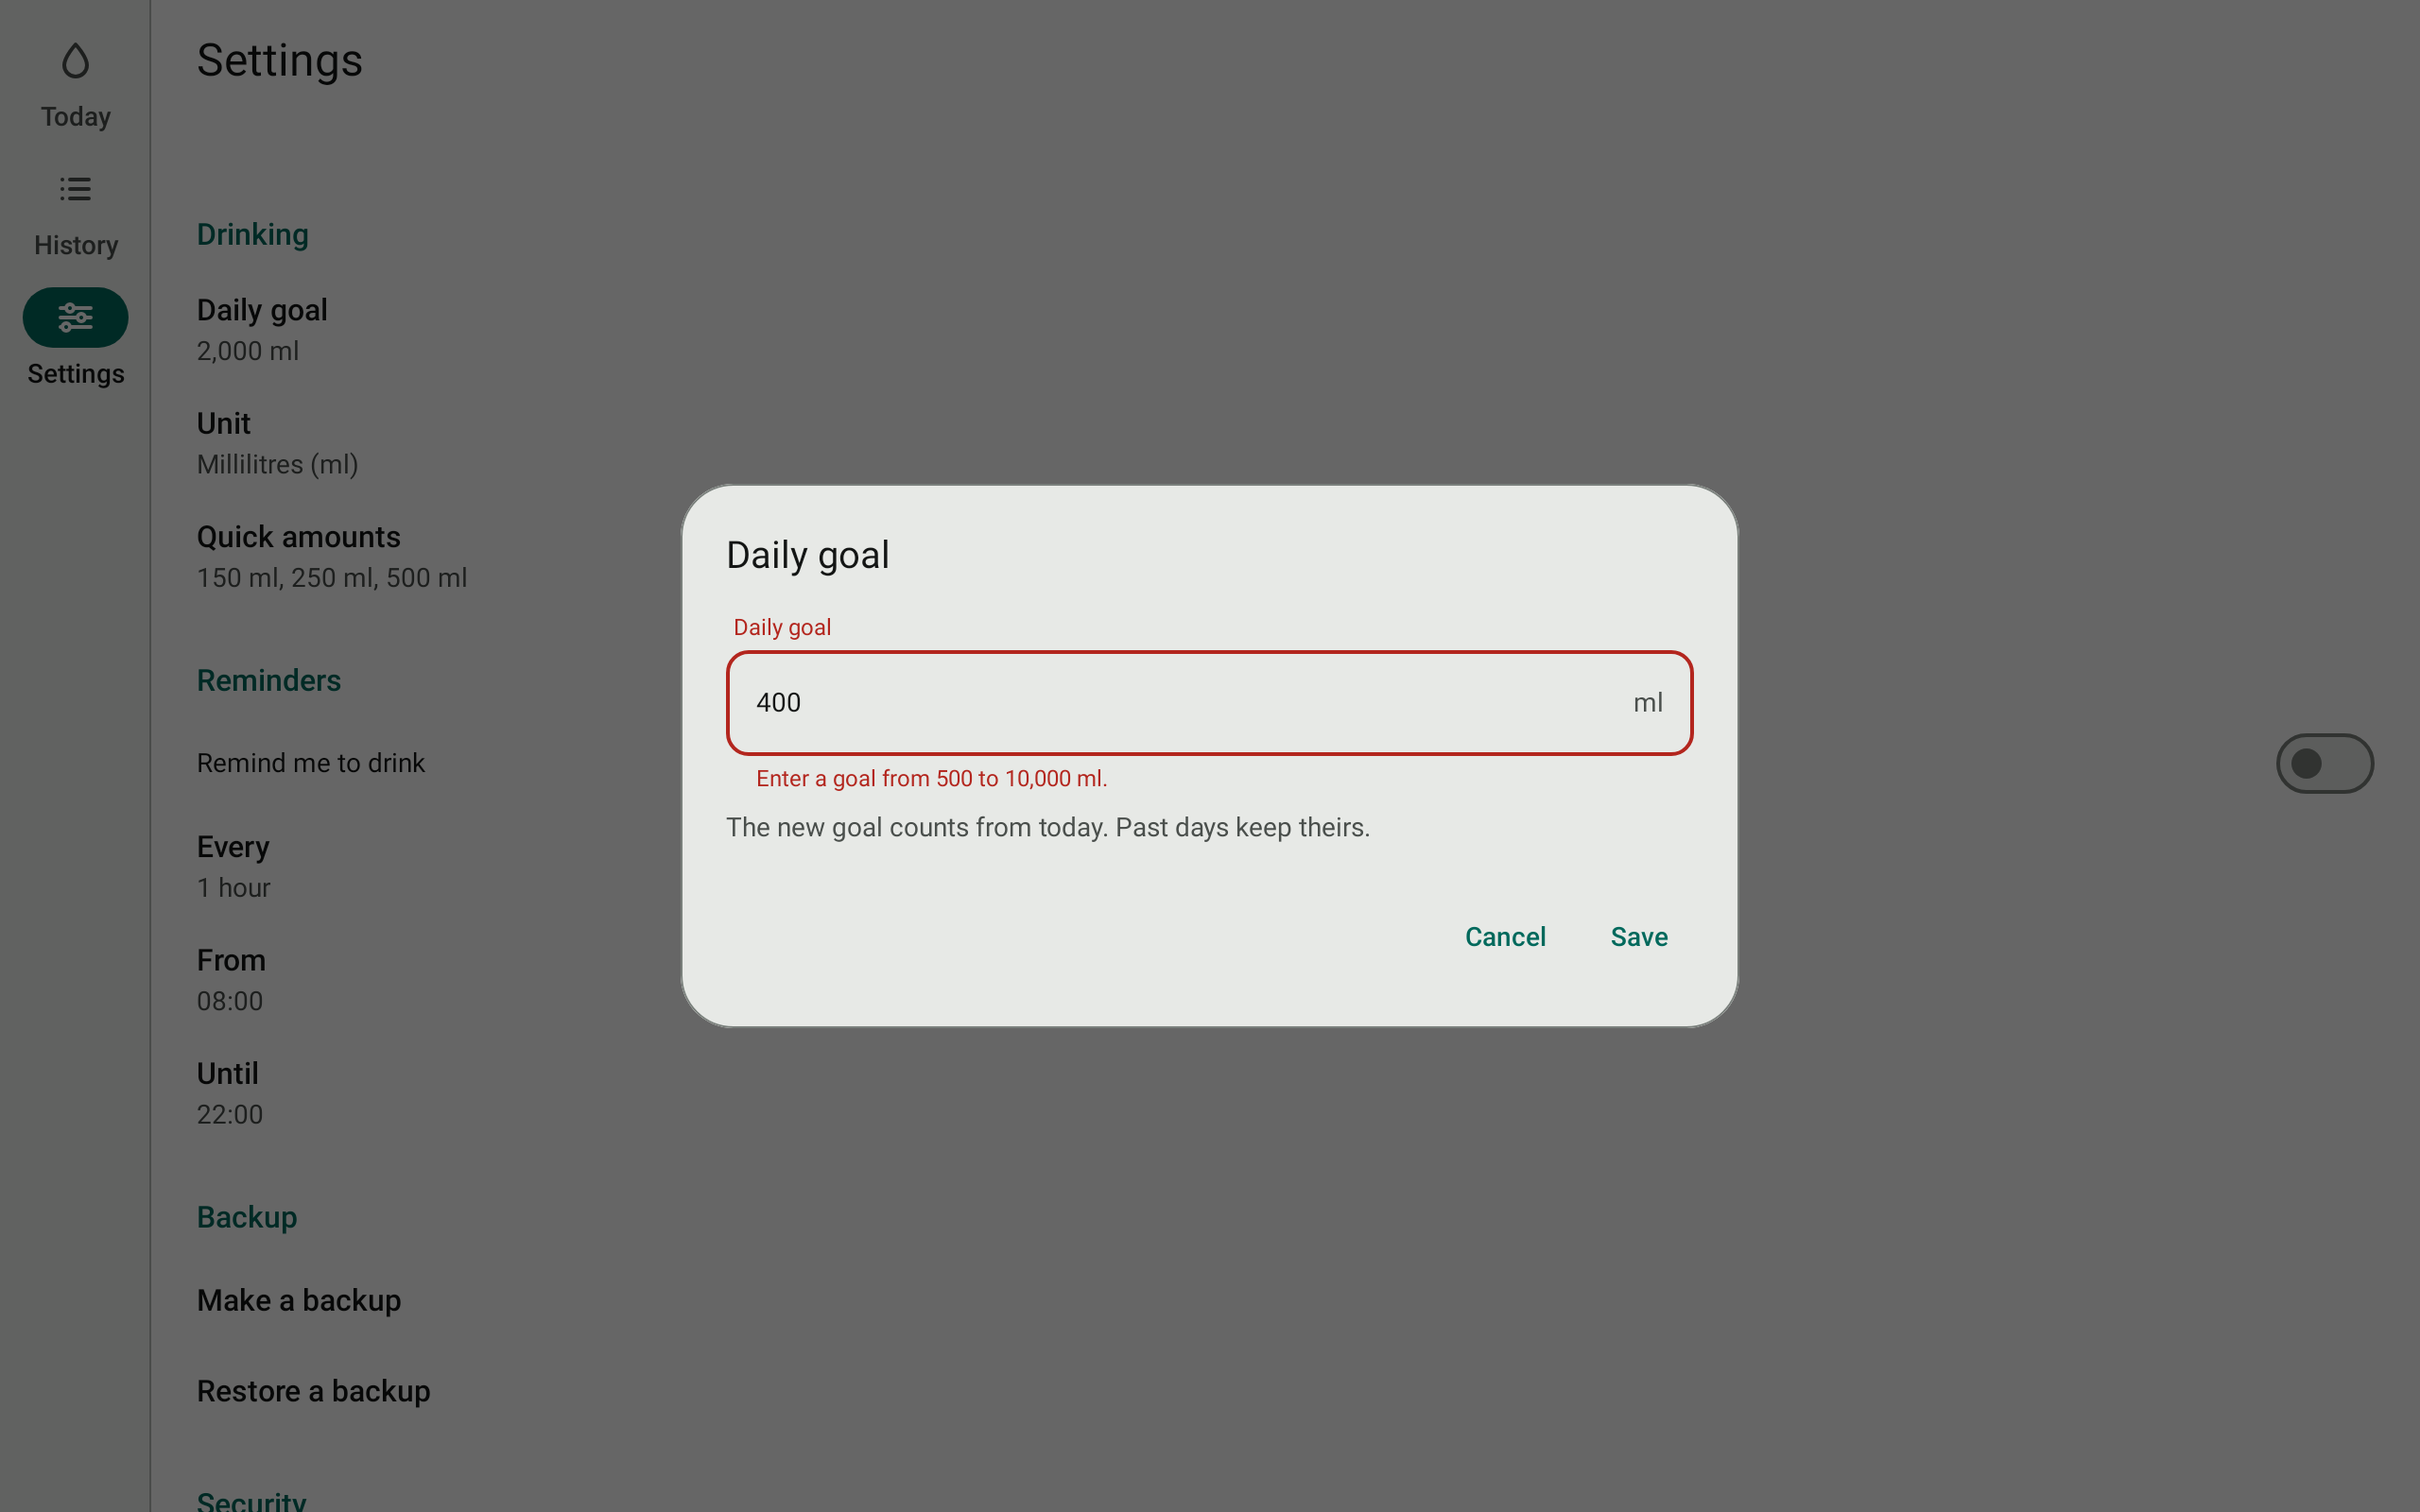 Today
History
Settings
Settings
Drinking
Daily goal
2,000 ml
Unit
Millilitres (ml)
Quick amounts
150 ml, 250 ml, 500 ml
Reminders
Remind me to drink
Every
1 hour
From
08:00
Until
22:00
Backup
Make a backup
Restore a backup
Security
Daily goal
Daily goal
400 ml
Enter a goal from 500 to 10,000 ml.
The new goal counts from today. Past days keep theirs.
Cancel Save